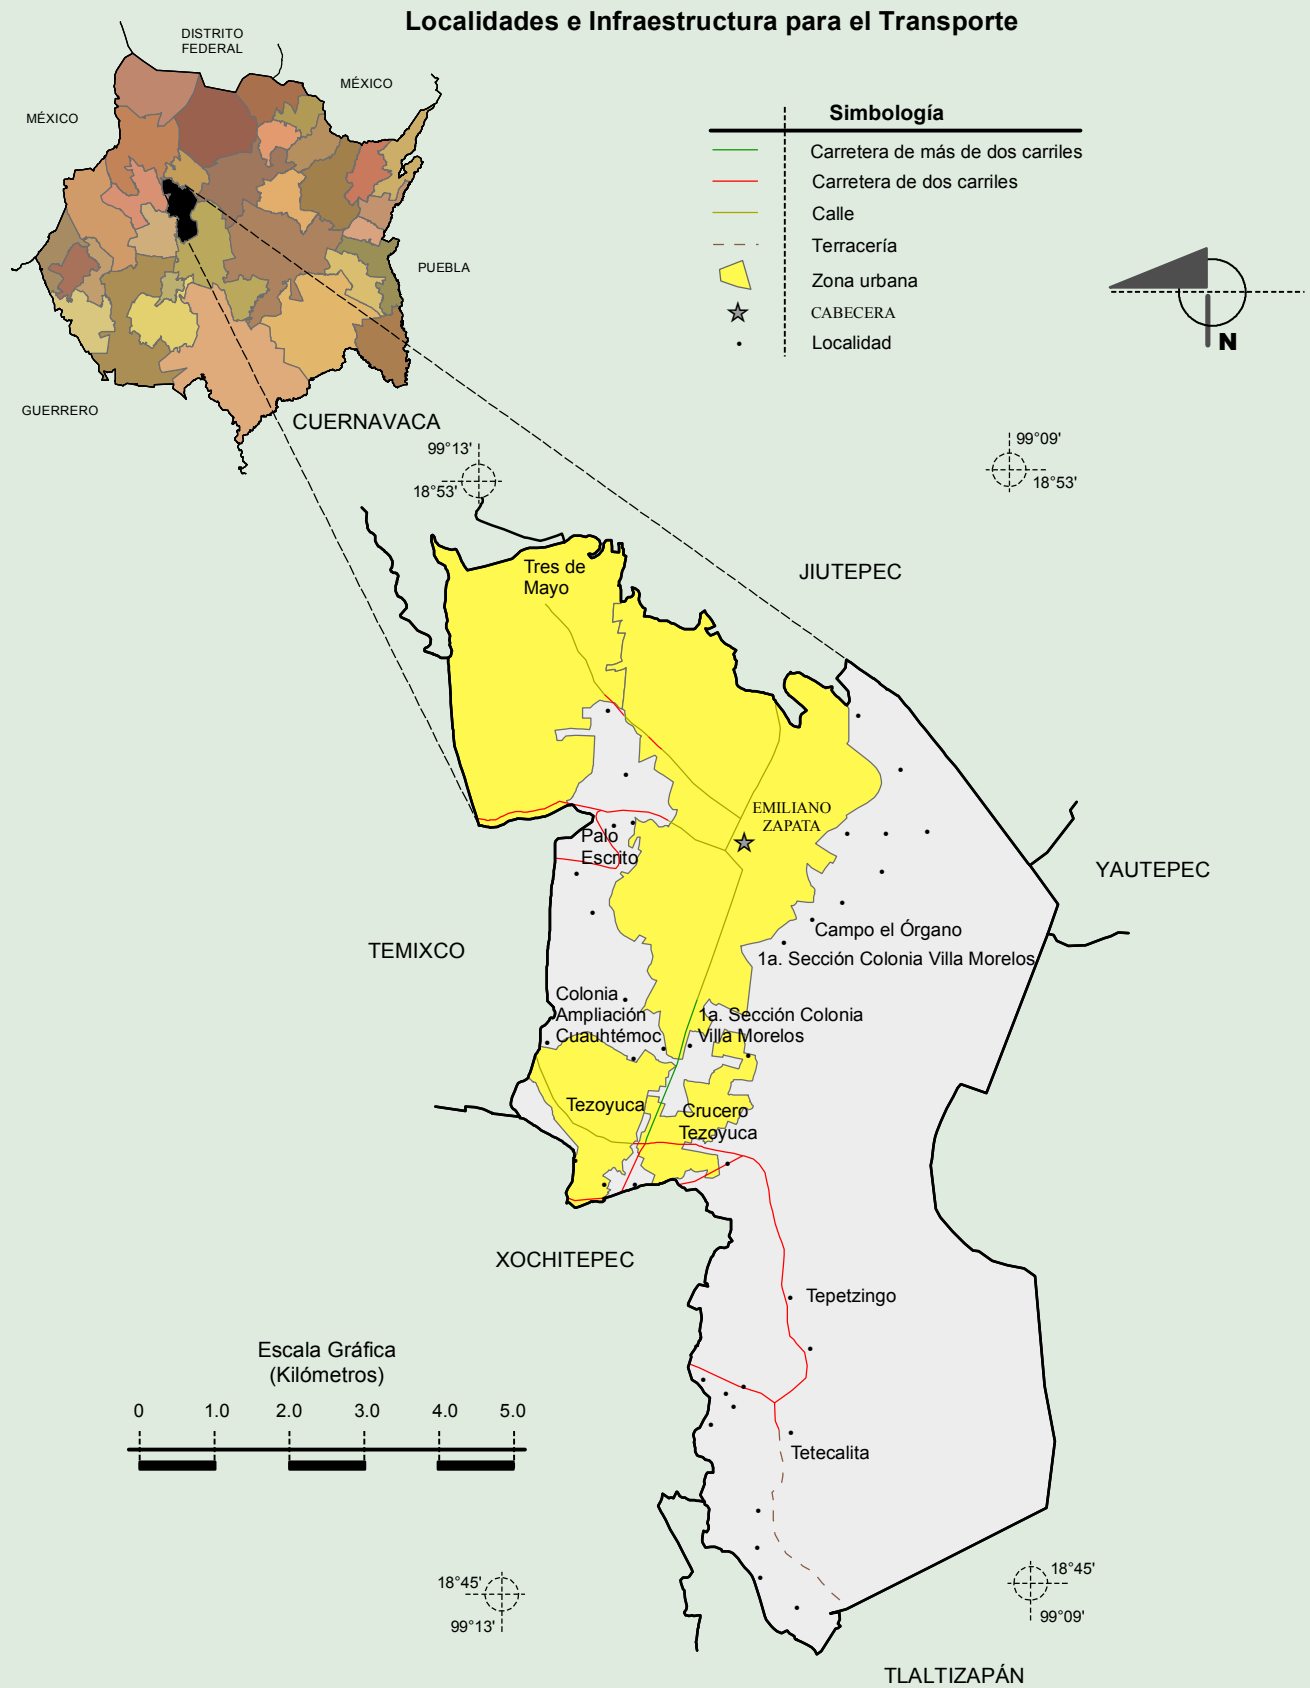 Localidades e Infraestructura para el Transporte
DISTRITO
FEDERAL
MÉXICO
MÉXICO
PUEBLA
GUERRERO
Simbología
Carretera de más de dos carriles
Carretera de dos carriles
Calle
Terracería
Zona urbana
CABECERA
Localidad
N
CUERNAVACA
99°13'
18°53'
99°09'
18°53'
JIUTEPEC
Tres de
Mayo
EMILIANO
ZAPATA
Palo
Escrito
YAUTEPEC
TEMIXCO
Campo el Órgano
1a. Sección Colonia Villa Morelos
Colonia
Ampliación
Cuauhtémoc
1a. Sección Colonia
Villa Morelos
Tezoyuca
Crucero
Tezoyuca
XOCHITEPEC
Tepetzingo
Escala Gráfica
(Kilómetros)
0 1.0 2.0 3.0 4.0 5.0
Tetecalita
18°45'
99°13'
18°45'
99°09'
TLALTIZAPÁN